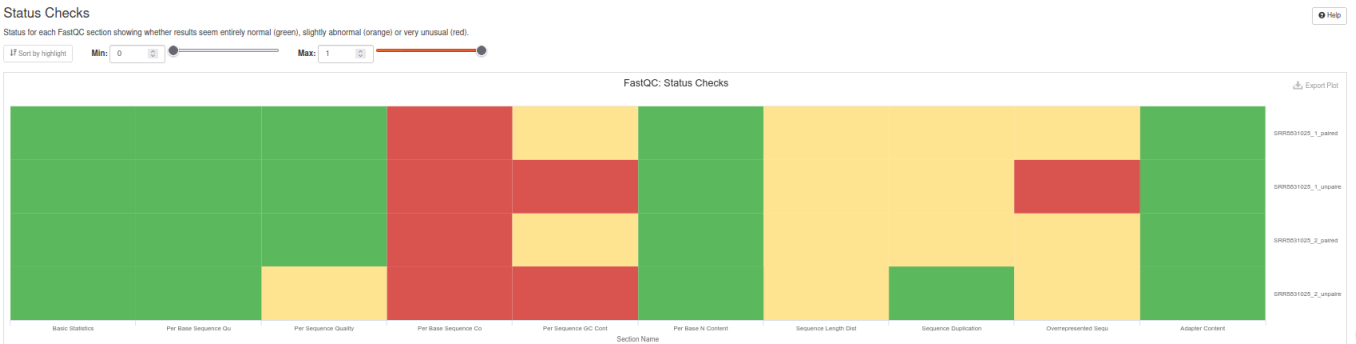 Status Checks
Help
Status for each FastQC section showing whether results seem entirely normal (green), slightly abnormal (orange) or very unusual (red).
Sort by highlight Min: 0 Max: 1
FastQC: Status Checks
Export Plot
SRR5831025_1_paired
SRR5831025_1_unpaire
SRR5831025_2_paired
SRR5831025_2_unpaire
Basic Statistics Per Base Sequence Qu Per Sequence Quality Per Base Sequence Co Per Sequence GC Cont Per Base N Content Sequence Length Dist Sequence Duplication Overrepresented Sequ Adapter Content
Section Name